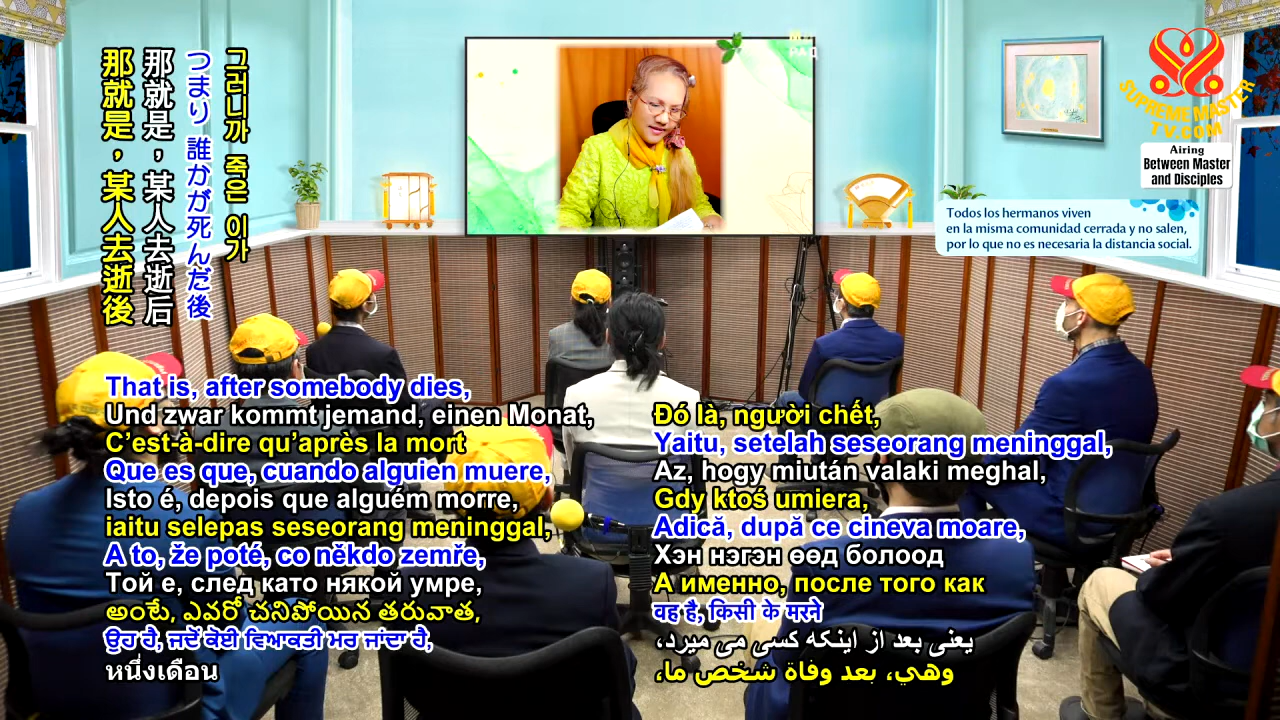 그러니까 죽은 이가
つまり 誰かが死んだ後
那就是，某人去逝后
那就是，某人去逝後
SUPREME MASTER
TV.COM
Airing
Between Master
and Disciples
Todos los hermanos viven
en la misma comunidad cerrada y no salen,
por lo que no es necesaria la distancia social.
That is, after somebody dies,
Und zwar kommt jemand, einen Monat,
C’est-à-dire qu’après la mort
Que es que, cuando alguien muere,
Isto é, depois que alguém morre,
iaitu selepas seseorang meninggal,
A to, že poté, co někdo zemře,
Той е, след като някой умре,
అంటే, ఎవరో చనిపోయిన తరువాత,
ਉਹ ਹੈ, ਜਦੋਂ ਕੋਈ ਵਿਆਕਤੀ ਮਰ ਜਾਂਦਾ ਹੈ,
หนึ่งเดือน
Đó là, người chết,
Yaitu, setelah seseorang meninggal,
Az, hogy miután valaki meghal,
Gdy ktoś umiera,
Adică, după ce cineva moare,
Хэн нэгэн өөд болоод
А именно, после того как
वह है, किसी के मरने
یعنی بعد از اینکه کسی می میرد،
وهي، بعد وفاة شخص ما،